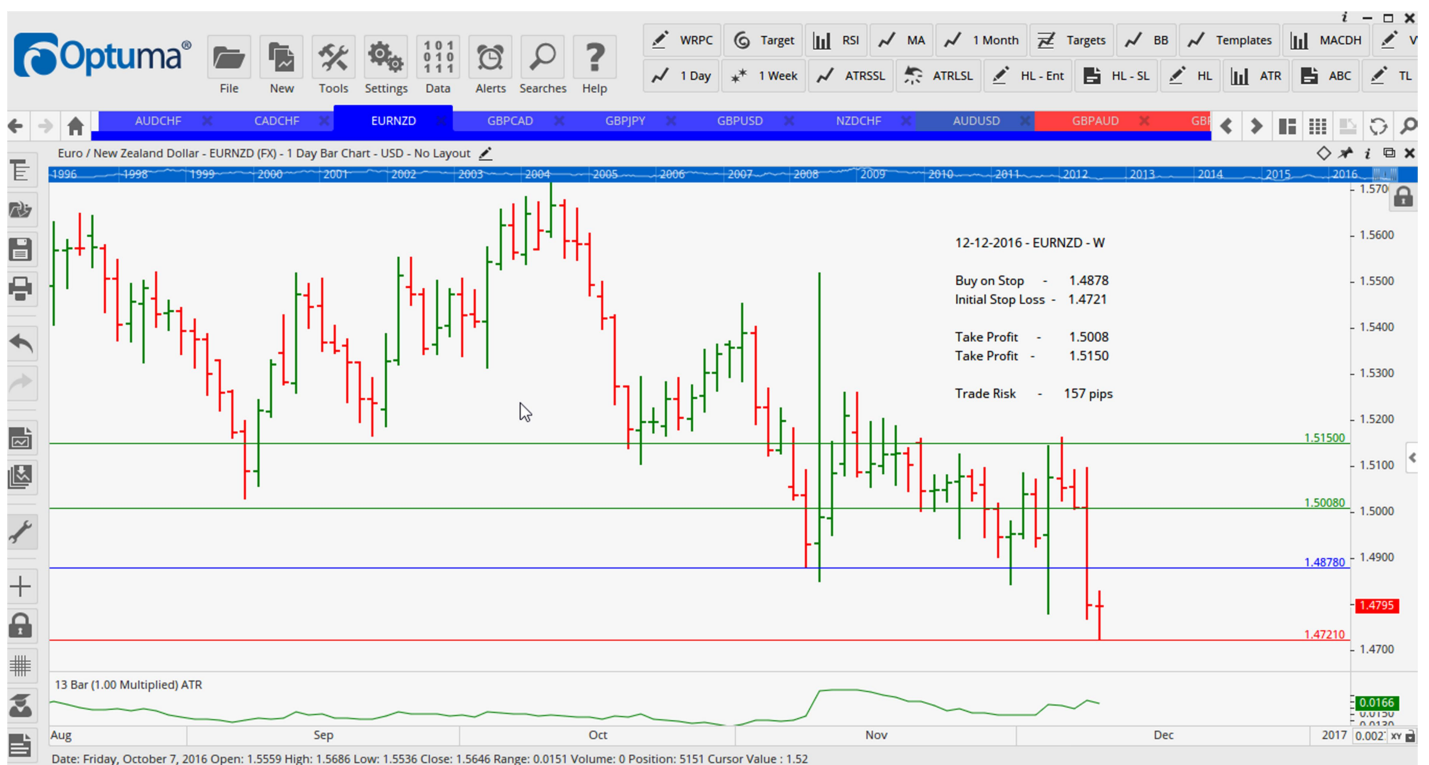 i
Optuma®
WRPC Target RSI MA 1 Month Targets BB Templates MACDH
1 Day 1 Week ATRSSL ATRLSL HL - Ent HL - SL HL ATR ABC TL
101
010
111
File New Tools Settings Data Alerts Searches Help
AUDCHF CADCHF EURNZD GBPCAD GBPJPY GBPUSD NZDCHF AUDUSD GBPAUD
Euro / New Zealand Dollar - EURNZD (FX) - 1 Day Bar Chart - USD - No Layout
i
1996 1998 1999 2000 2001 2002 2003 2004 2005 2006 2007 2008 2009 2010 2011 2012 2013 2014 2015 2016
1.5700
12-12-2016 - EURNZD - W
1.5600
Buy on Stop - 1.4878
1.5500
Initial Stop Loss - 1.4721
Take Profit - 1.5008
1.5400
Take Profit - 1.5150
1.5300
Trade Risk - 157 pips
1.5200
1.51500
1.5100
1.50080
1.5000
1.4900
1.48780
1.4795
1.47210
1.4700
13 Bar (1.00 Multiplied) ATR
0.0166
0.0150
Aug Sep Oct Nov Dec 2017 0.002 XY
Date: Friday, October 7, 2016 Open: 1.5559 High: 1.5686 Low: 1.5536 Close: 1.5646 Range: 0.0151 Volume: 0 Position: 5151 Cursor Value : 1.52